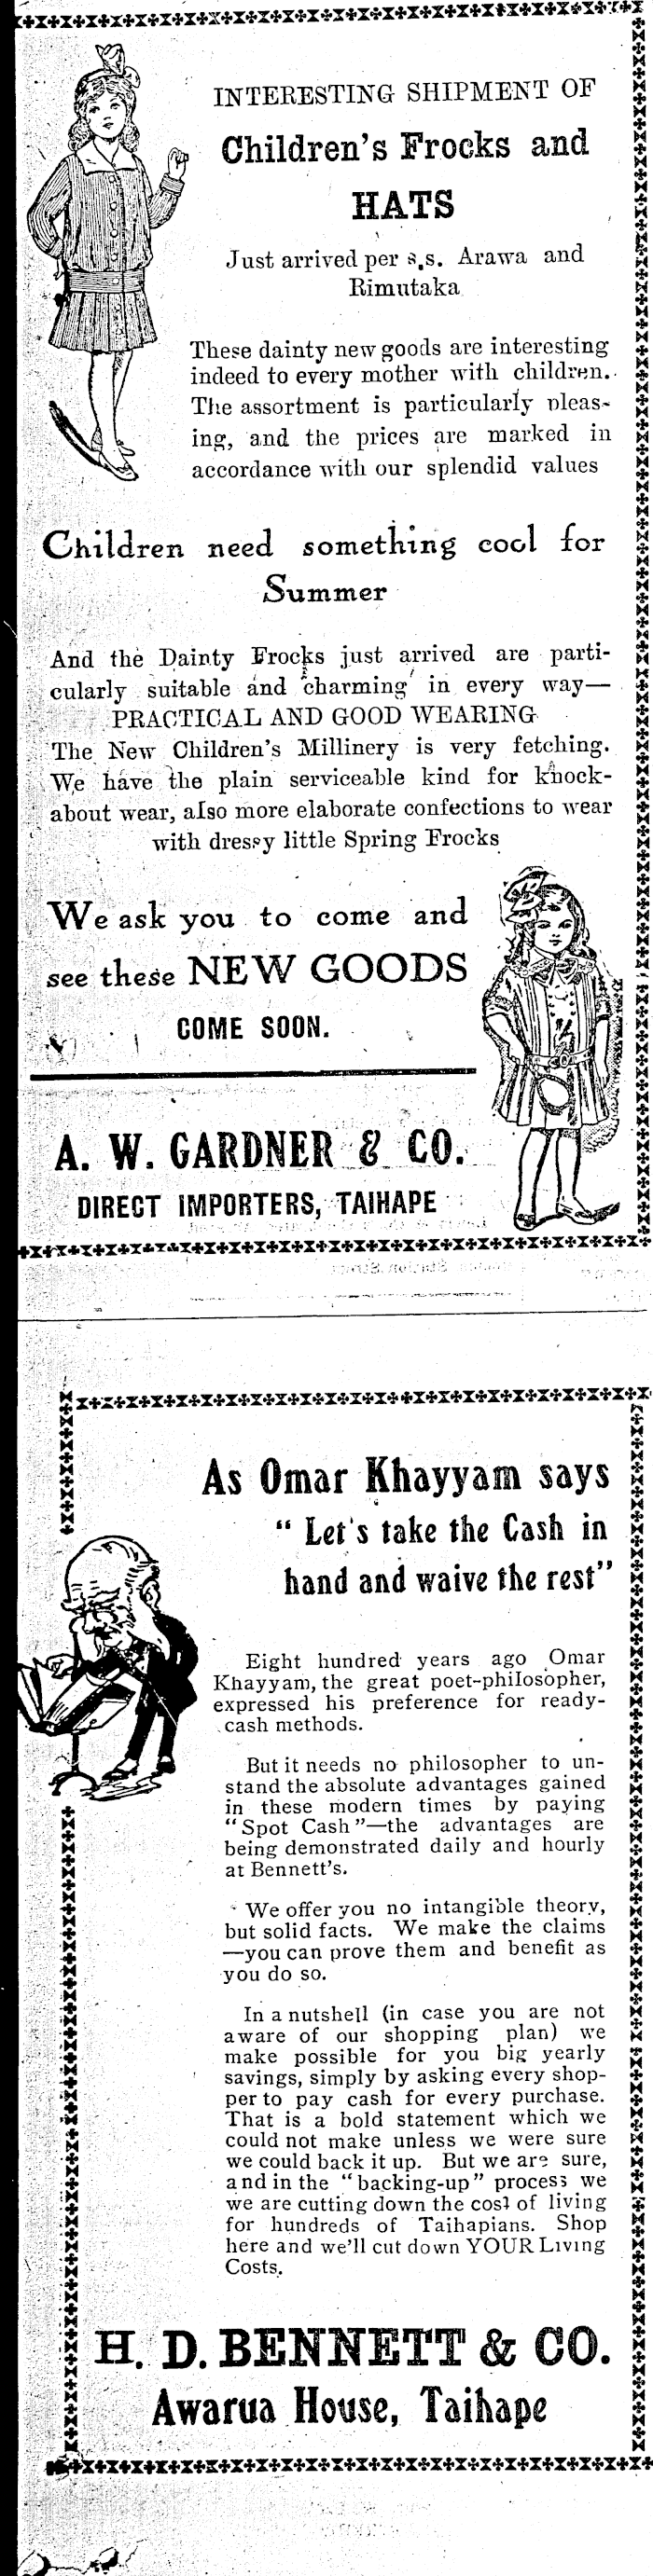 INTERESTING SHIPMENT OF
Children's Frocks and
HATS
Just arrived per s.s. Arawa and
Rimutaka
These dainty new goods are interesting
indeed to every mother with children.
The assortment is particularly pleas-
ing, and the prices are marked in
accordance with our splendid values
Children need something cool for
Summer
And the Dainty Frocks just arrived are parti-
cularly suitable and charming in every way—
PRACTICAL AND GOOD WEARING
The New Children's Millinery is very fetching.
We have the plain serviceable kind for knock-
about wear, also more elaborate confections to wear
with dressy little Spring Frocks
We ask you to come and
see these NEW GOODS
COME SOON.
A. W. GARDNER & CO.
DIRECT IMPORTERS, TAIHAPE
As Omar Khayyam says
" Let's take the Cash in
hand and waive the rest"
Eight hundred years ago Omar
Khayyam, the great poet-philosopher,
expressed his preference for ready-
cash methods.
But it needs no philosopher to un-
stand the absolute advantages gained
in these modern times by paying
"Spot Cash"—the advantages are
being demonstrated daily and hourly
at Bennett's.
We offer you no intangible theory,
but solid facts. We make the claims
—you can prove them and benefit as
you do so.
In a nutshell (in case you are not
aware of our shopping plan) we
make possible for you big yearly
savings, simply by asking every shop-
per to pay cash for every purchase.
That is a bold statement which we
could not make unless we were sure
we could back it up. But we are sure,
and in the "backing-up" process we
we are cutting down the cost of living
for hundreds of Taihapians. Shop
here and we'll cut down YOUR Living
Costs.
H. D. BENNETT & CO.
Awarua House, Taihape